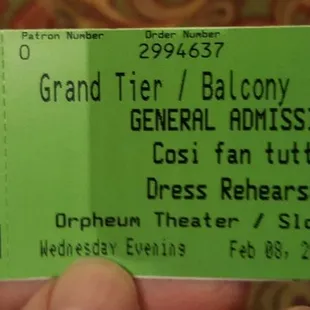 Patron Number Order Number
0 2994637
Grand Tier / Balcony
GENERAL ADMISSI
Cosi fan tutt
Dress Rehears
Orpheum Theater / Slo
Wednesday Evening Feb 08, 2